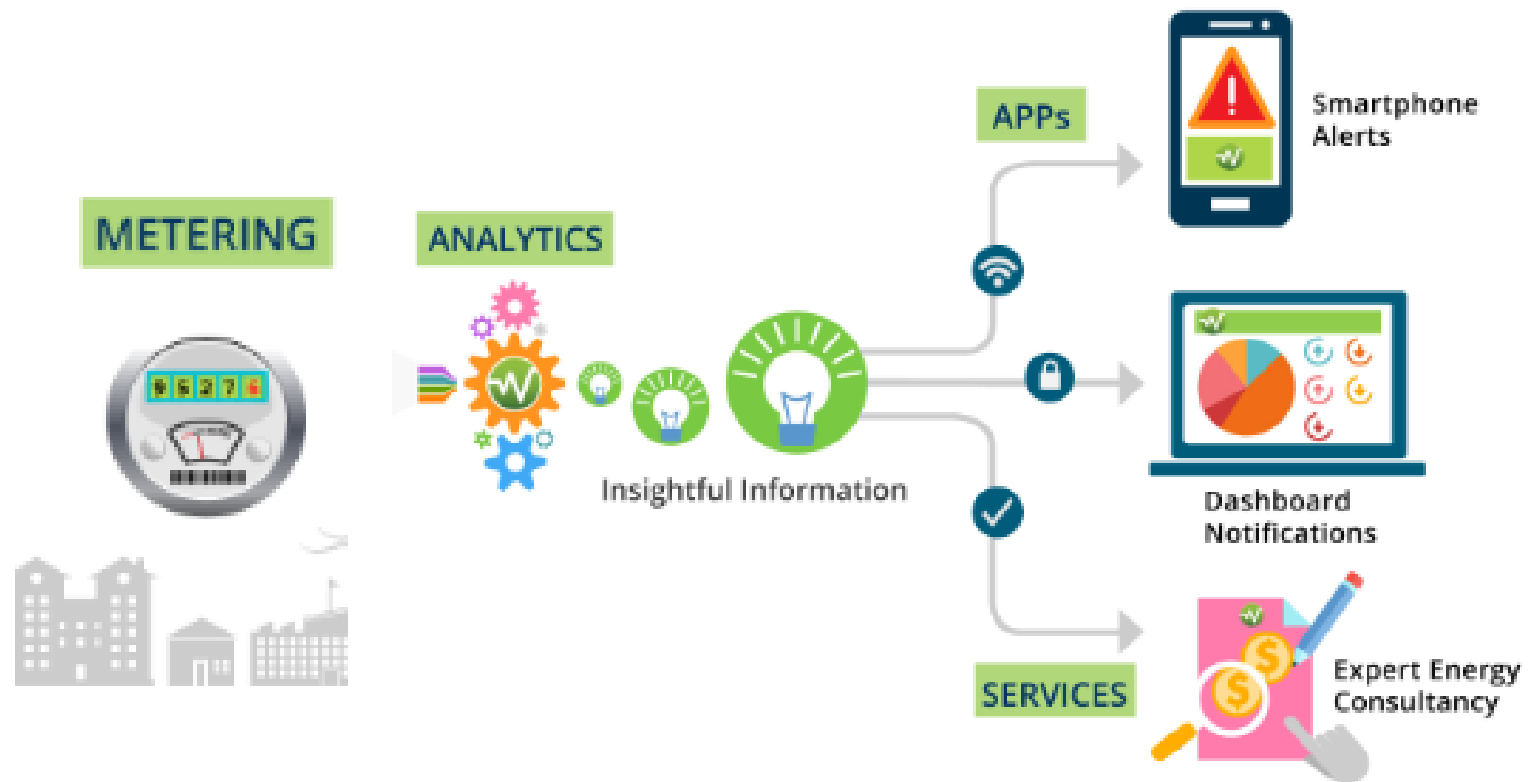 METERING
ANALYTICS
Insightful Information
APPs
Smartphone
Alerts
Dashboard
Notifications
SERVICES
Expert Energy
Consultancy